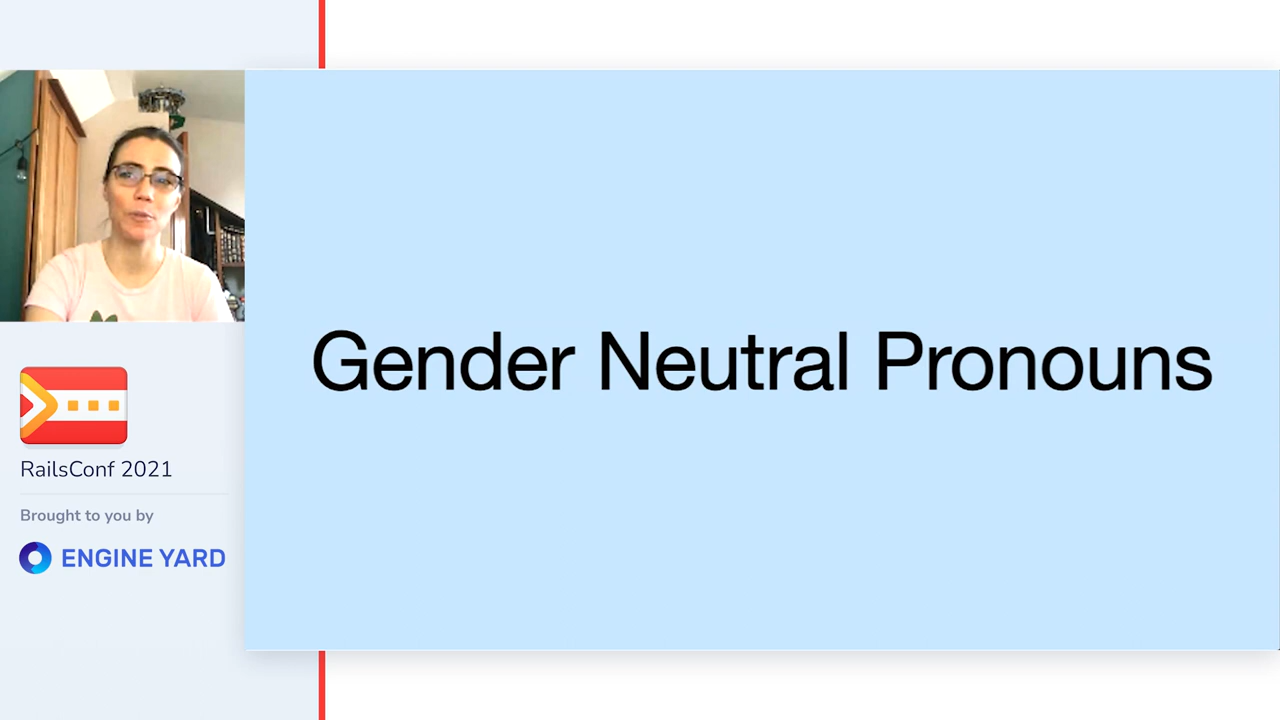 Gender Neutral Pronouns
RailsConf 2021
Brought to you by
ENGINE YARD